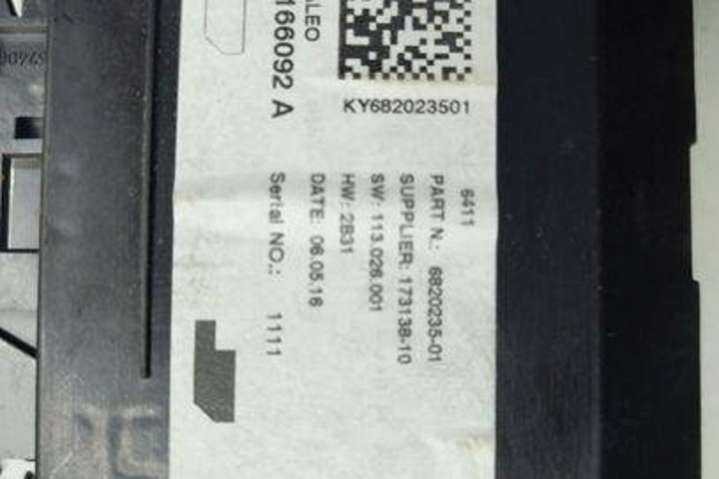 ALEO
166092 A
KY682023501
6411
PART N.: 6820235-01
SUPPLIER: 173138-10
SW: 113.026.001
HW: 2B31
DATE: 06.05.16
Serial NO.: 1111